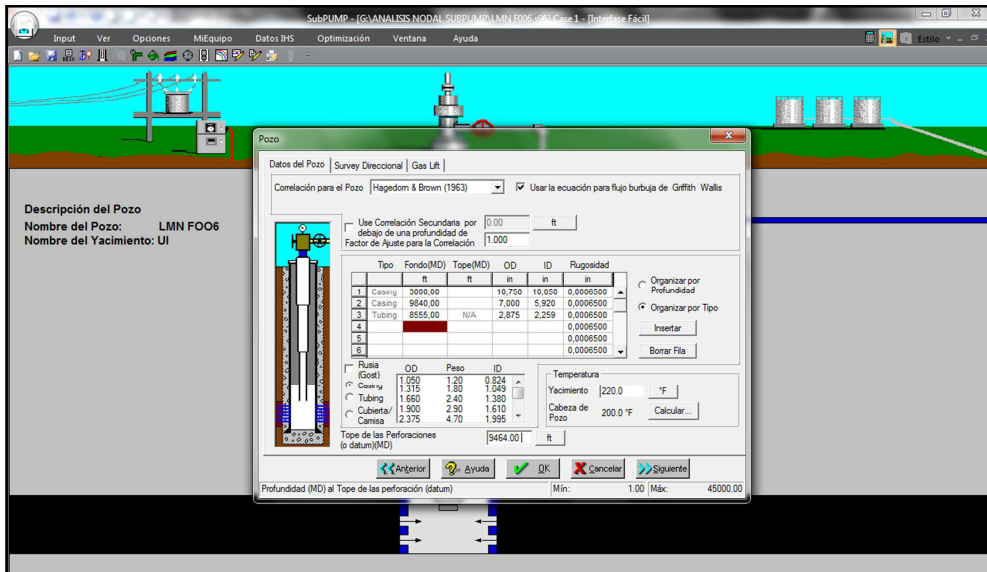 SubPUMP - [G:\ANALISIS NODAL SUBPUMP\LMN F006.s96] Case 1 - [Interfase Fácil]
Input Ver Opciones MiEquipo Datos IHS Optimización Ventana Ayuda Estilo
Descripción del Pozo
Nombre del Pozo: LMN FOO6
Nombre del Yacimiento: UI
Pozo
Datos del Pozo Survey Direccional Gas Lift
Correlación para el Pozo Hagedorn & Brown (1963) Usar la ecuación para flujo burbuja de Griffith Wallis
Use Correlación Secundaria por debajo de una profundidad de 0.00 ft
Factor de Ajuste para la Correlación 1.000
Tipo Fondo(MD) Tope(MD) OD ID Rugosidad
ft ft in in in
1 Casing 3000,00 10,750 10,050 0,0006500
2 Casing 9840,00 7,000 5,920 0,0006500
3 Tubing 8555,00 N/A 2,875 2,259 0,0006500
4 0,0006500
5 0,0006500
6 0,0006500
Organizar por Profundidad
Organizar por Tipo
Insertar
Borrar Fila
Rusia (Gost)
Casing
Tubing
Cubierta/ Camisa
OD Peso ID
1.050 1.20 0.824
1.315 1.80 1.049
1.660 2.40 1.380
1.900 2.90 1.610
2.375 4.70 1.995
Temperatura
Yacimiento 220.0 °F
Cabeza de Pozo 200.0 °F Calcular...
Tope de las Perforaciones (o datum)(MD) 9464.00 ft
Anterior Ayuda OK Cancelar Siguiente
Profundidad (MD) al Tope de las perforación (datum) Mín: 1.00 Máx: 45000.00